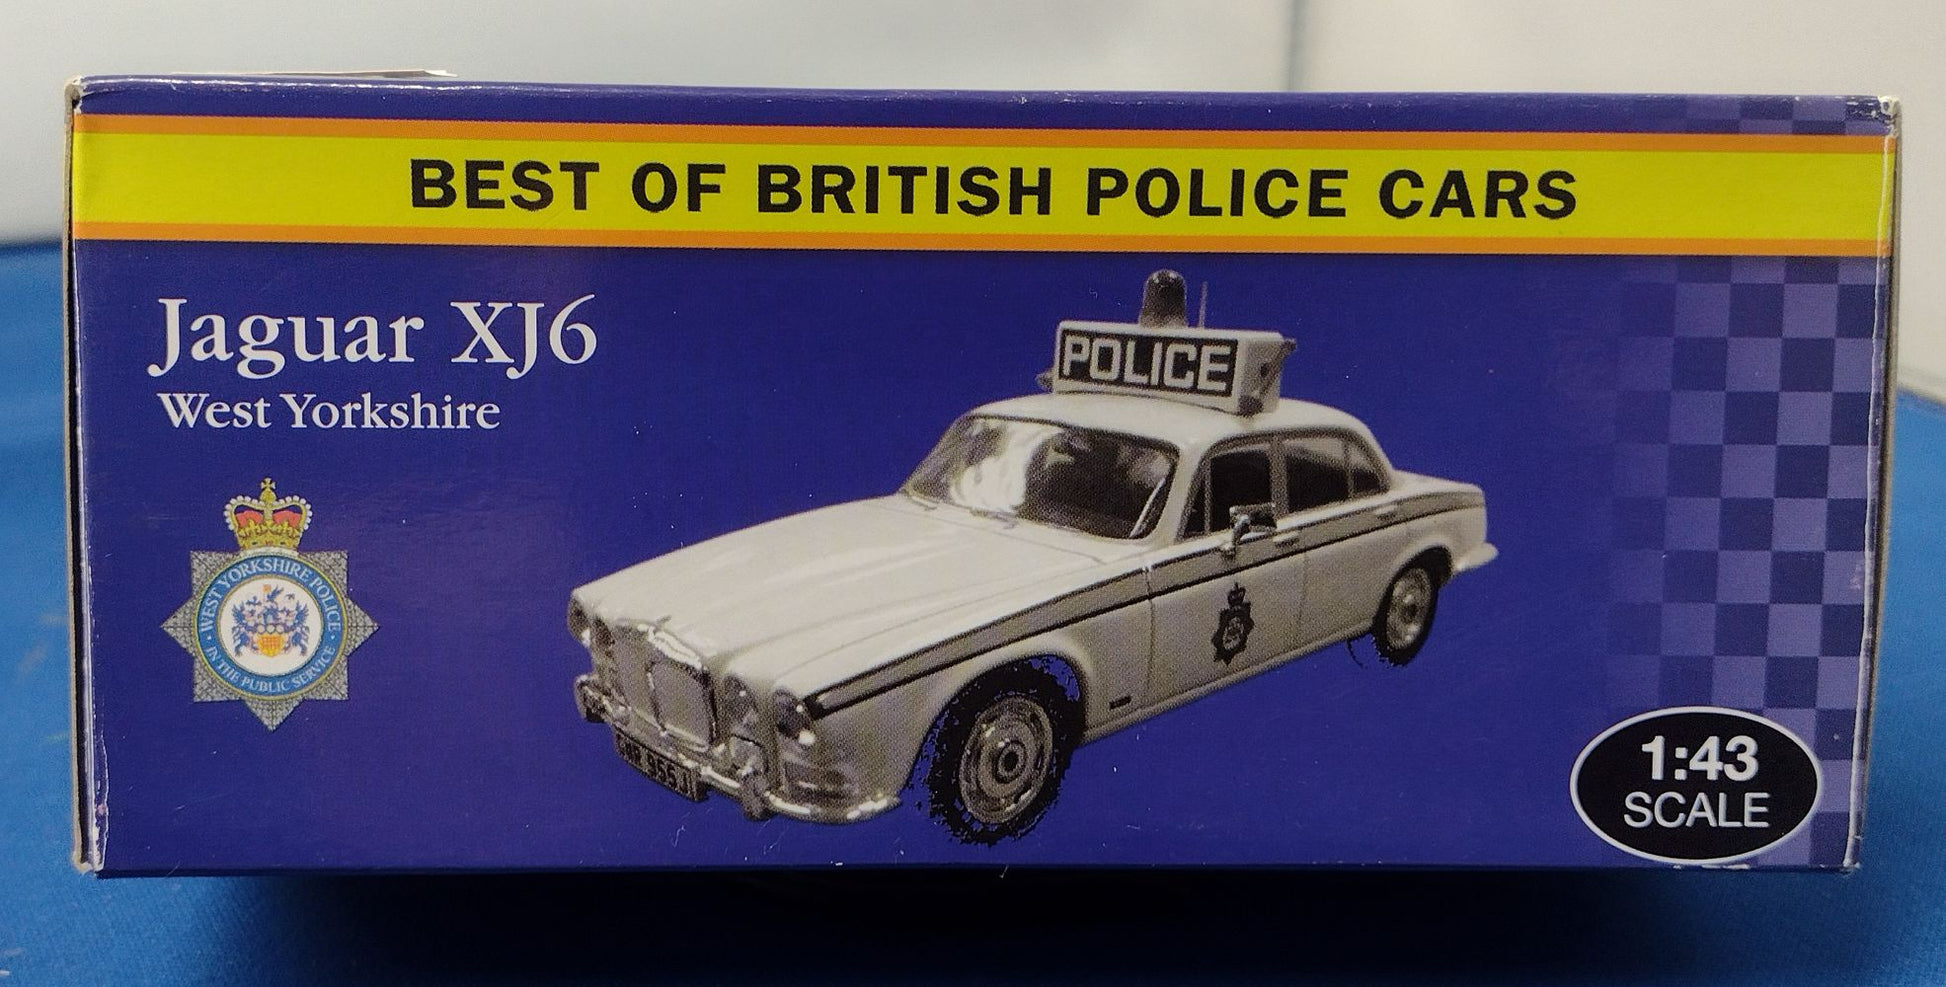 BEST OF BRITISH POLICE CARS
Jaguar XJ6
West Yorkshire
POLICE
WEST YORKSHIRE POLICE
IN THE PUBLIC SERVICE
1:43
SCALE